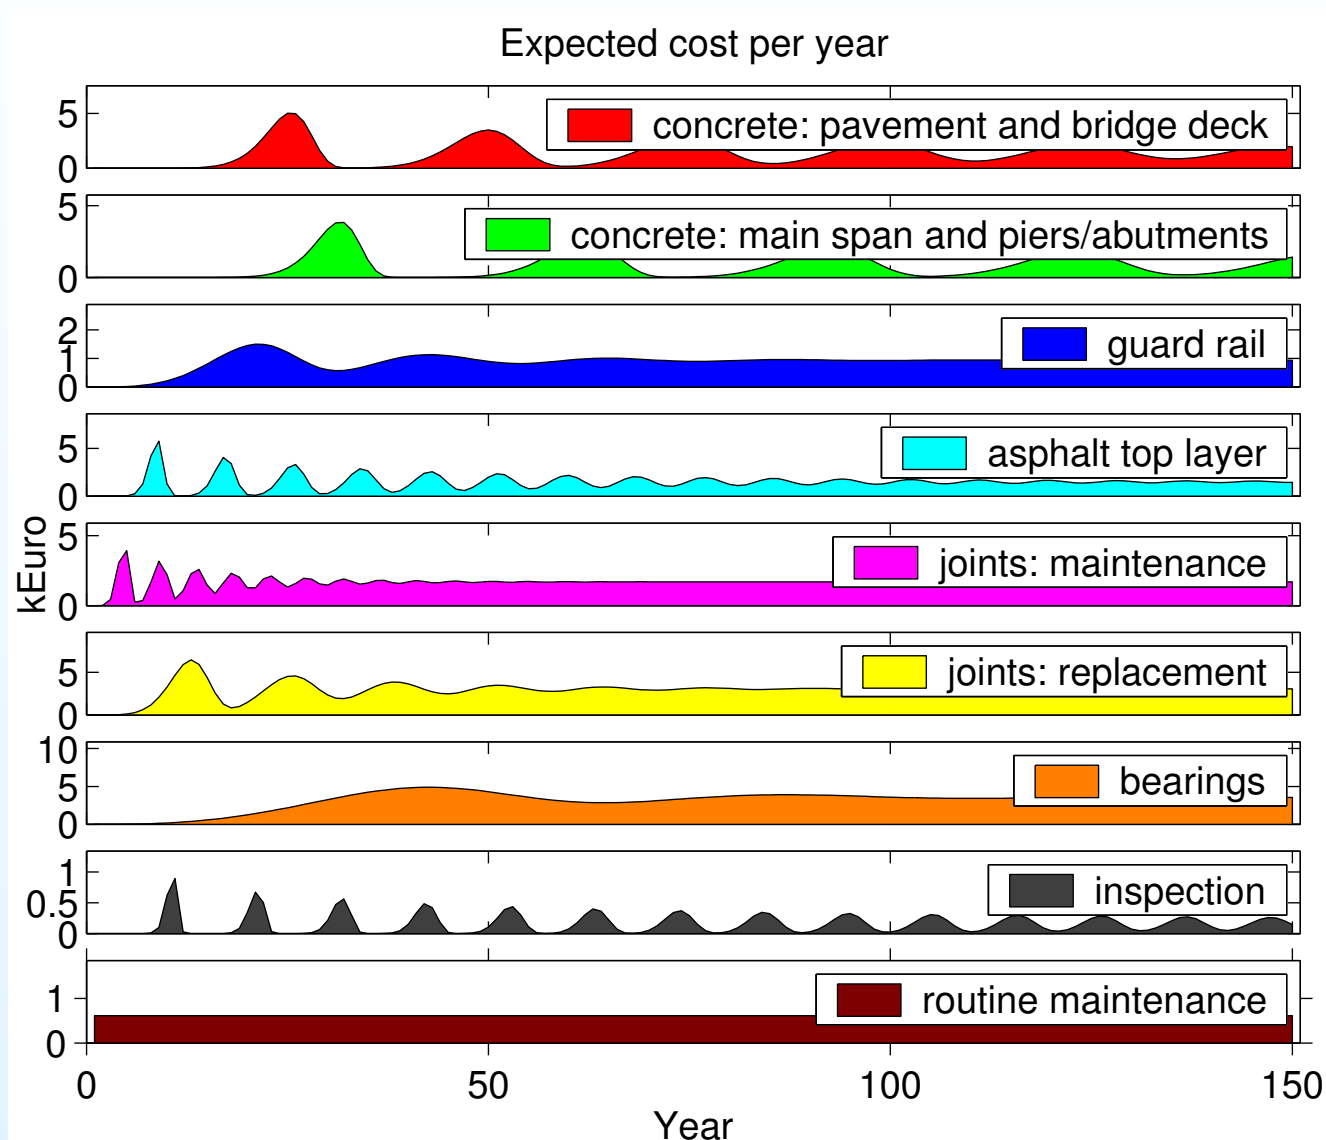 Expected cost per year
5
0
concrete: pavement and bridge deck
5
0
concrete: main span and piers/abutments
2
1
0
guard rail
5
0
asphalt top layer
kEuro
5
0
joints: maintenance
5
0
joints: replacement
10
5
0
bearings
1
0.5
0
inspection
1
0
routine maintenance
0 50 100 150
Year